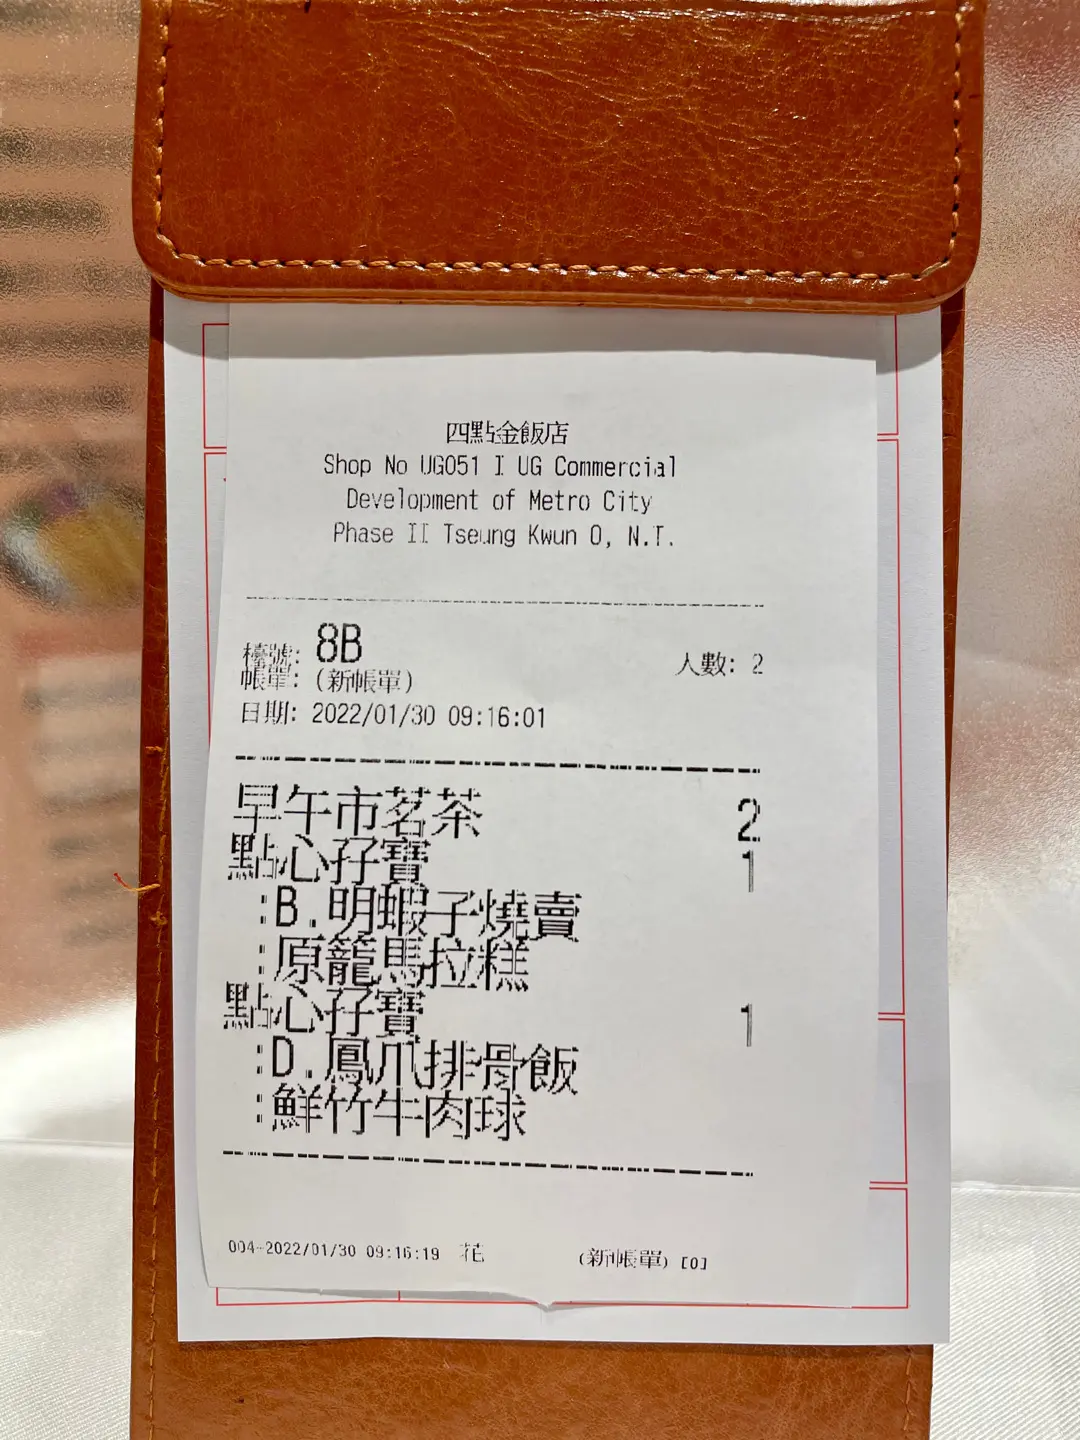 四點金飯店
Shop No UG051 I UG Commercial
Development of Metro City
Phase II Tseung Kwun O, N.T.
檯號: 8B 人數: 2
帳單: (新帳單)
日期: 2022/01/30 09:16:01
早午市茗茶 2
點心孖寶 1
:B.明蝦子燒賣
:原籠馬拉糕
點心孖寶 1
:D.鳳爪排骨飯
:鮮竹牛肉球
004-2022/01/30 09:16:19 花 (新帳單) [0]